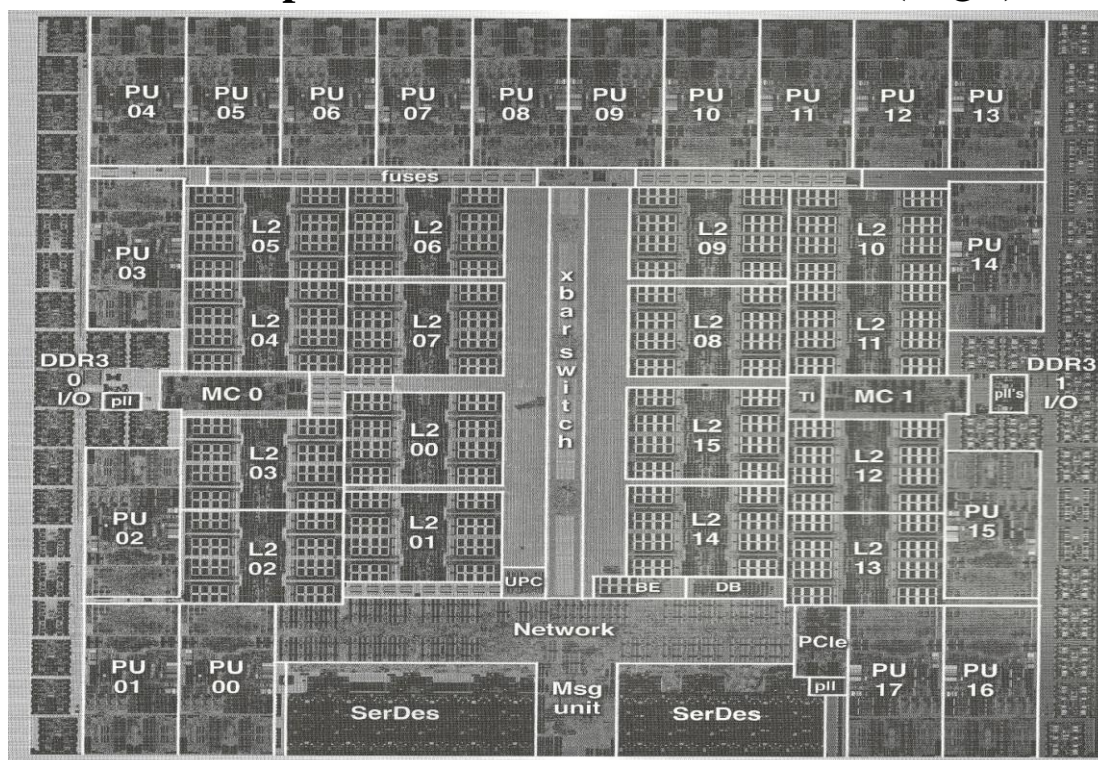 PU
04
PU
05
PU
06
PU
07
PU
08
PU
09
PU
10
PU
11
PU
12
PU
13
fuses
PU
03
L2
05
L2
06
L2
09
L2
10
PU
14
xbar switch
L2
04
L2
07
L2
08
L2
11
DDR3
0
I/O
pll
MC 0
TI
MC 1
pll's
DDR3
1
I/O
L2
03
L2
00
L2
15
L2
12
PU
02
L2
02
L2
01
L2
14
L2
13
PU
15
UPC
BE
DB
Network
PCIe
PU
01
PU
00
SerDes
Msg
unit
SerDes
pll
PU
17
PU
16